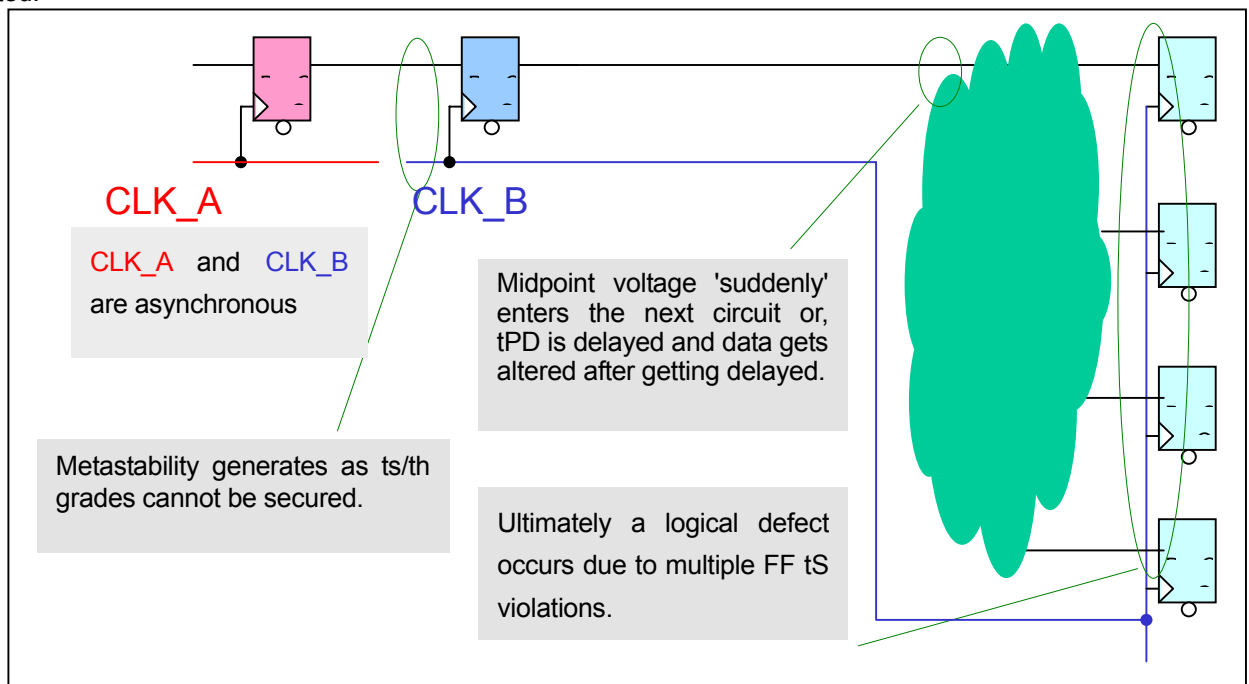 CLK_A
CLK_B
CLK_A and CLK_B
are asynchronous
Midpoint voltage 'suddenly'
enters the next circuit or,
tPD is delayed and data gets
altered after getting delayed.
Metastability generates as ts/th
grades cannot be secured.
Ultimately a logical defect
occurs due to multiple FF tS
violations.